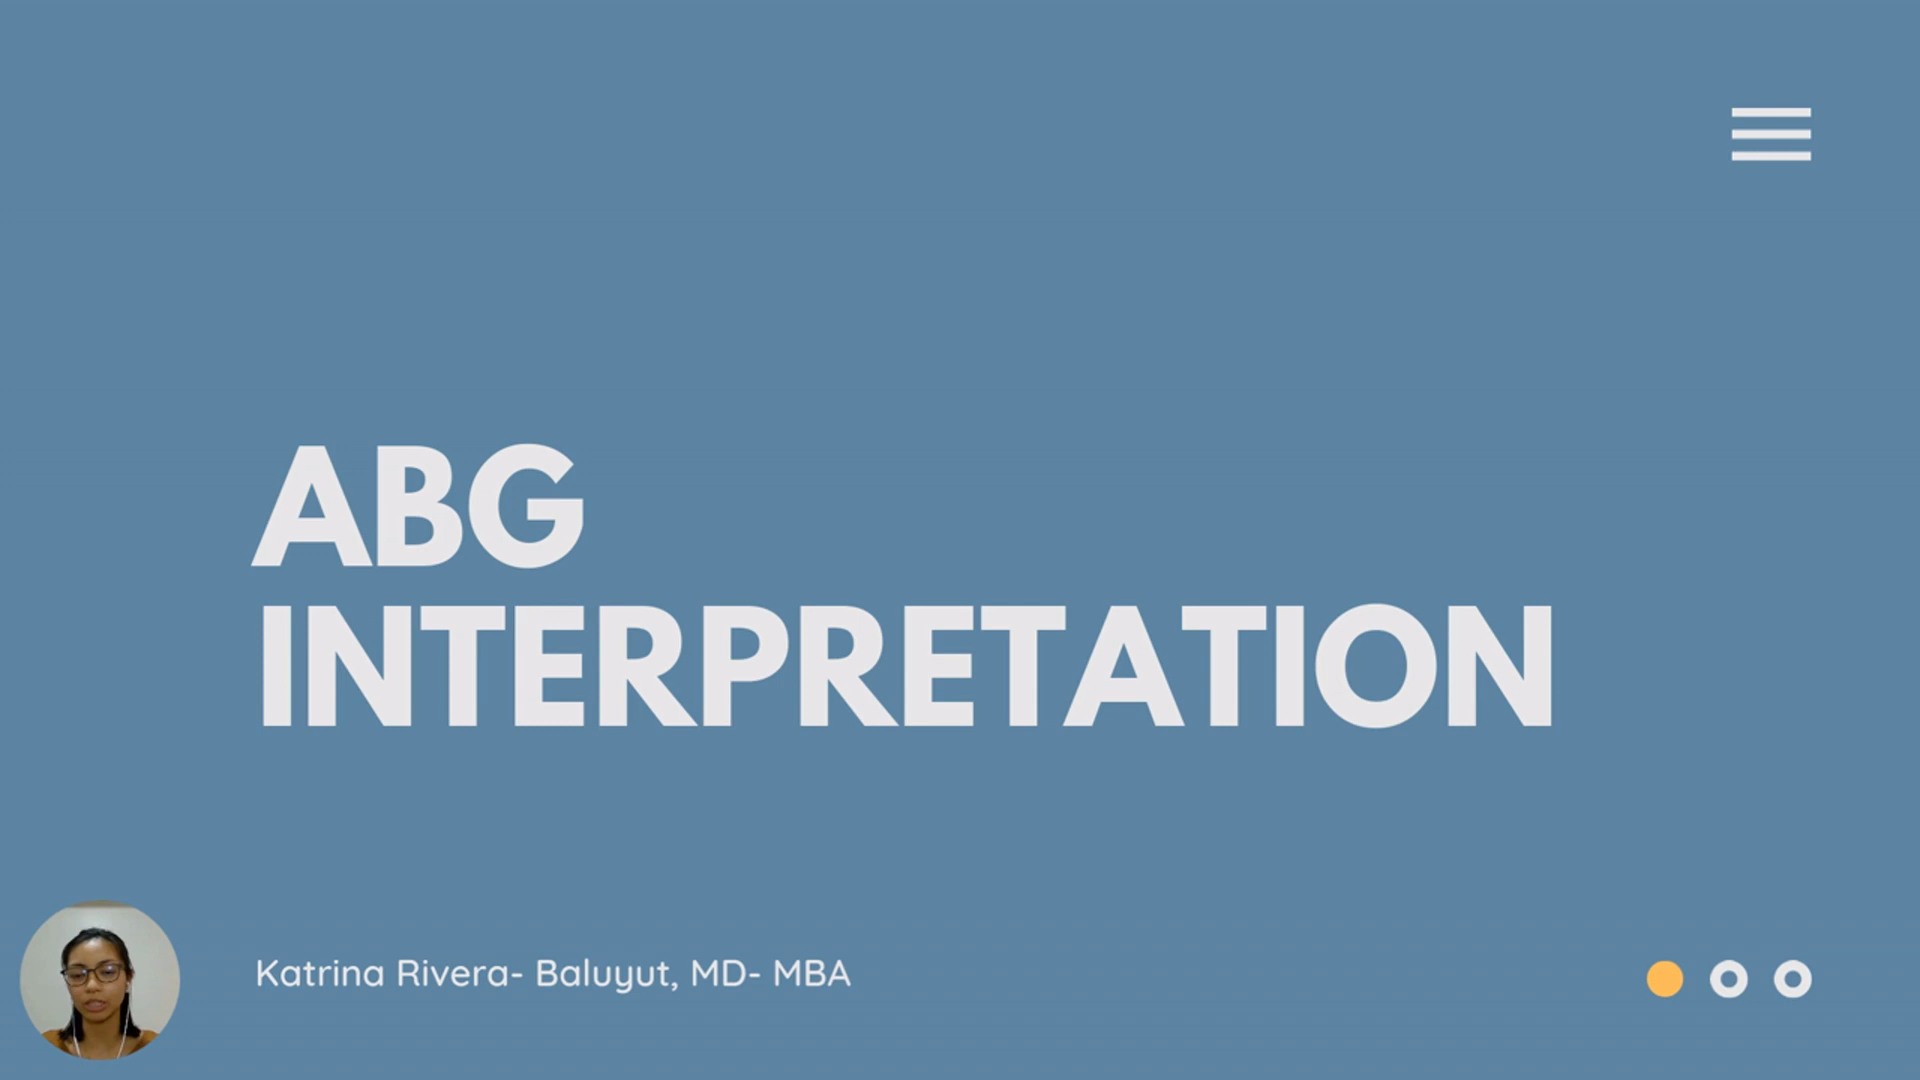 ABG
INTERPRETATION
Katrina Rivera- Baluyut, MD- MBA